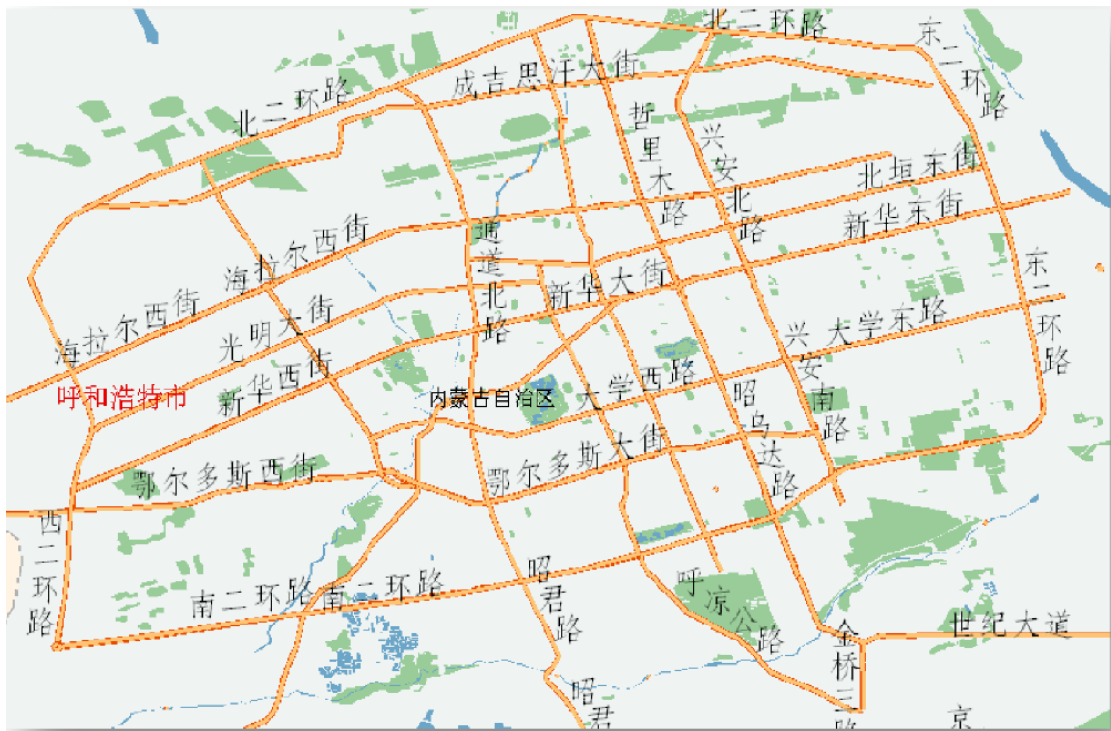 北二环路
东二环路
成吉思汗大街
北二环路
哲里木路
兴安北路
北垣东街
新华东街
海拉尔西街
通道北路
新华大街
东二环路
海拉尔西街
光明大街
大学东路
兴安南路
呼和浩特市
新华西街
内蒙古自治区
大学西路
昭乌达路
鄂尔多斯西街
鄂尔多斯大街
西二环路
南二环路
南二环路
昭君路
呼凉公路
世纪大道
金桥三路
昭君
京